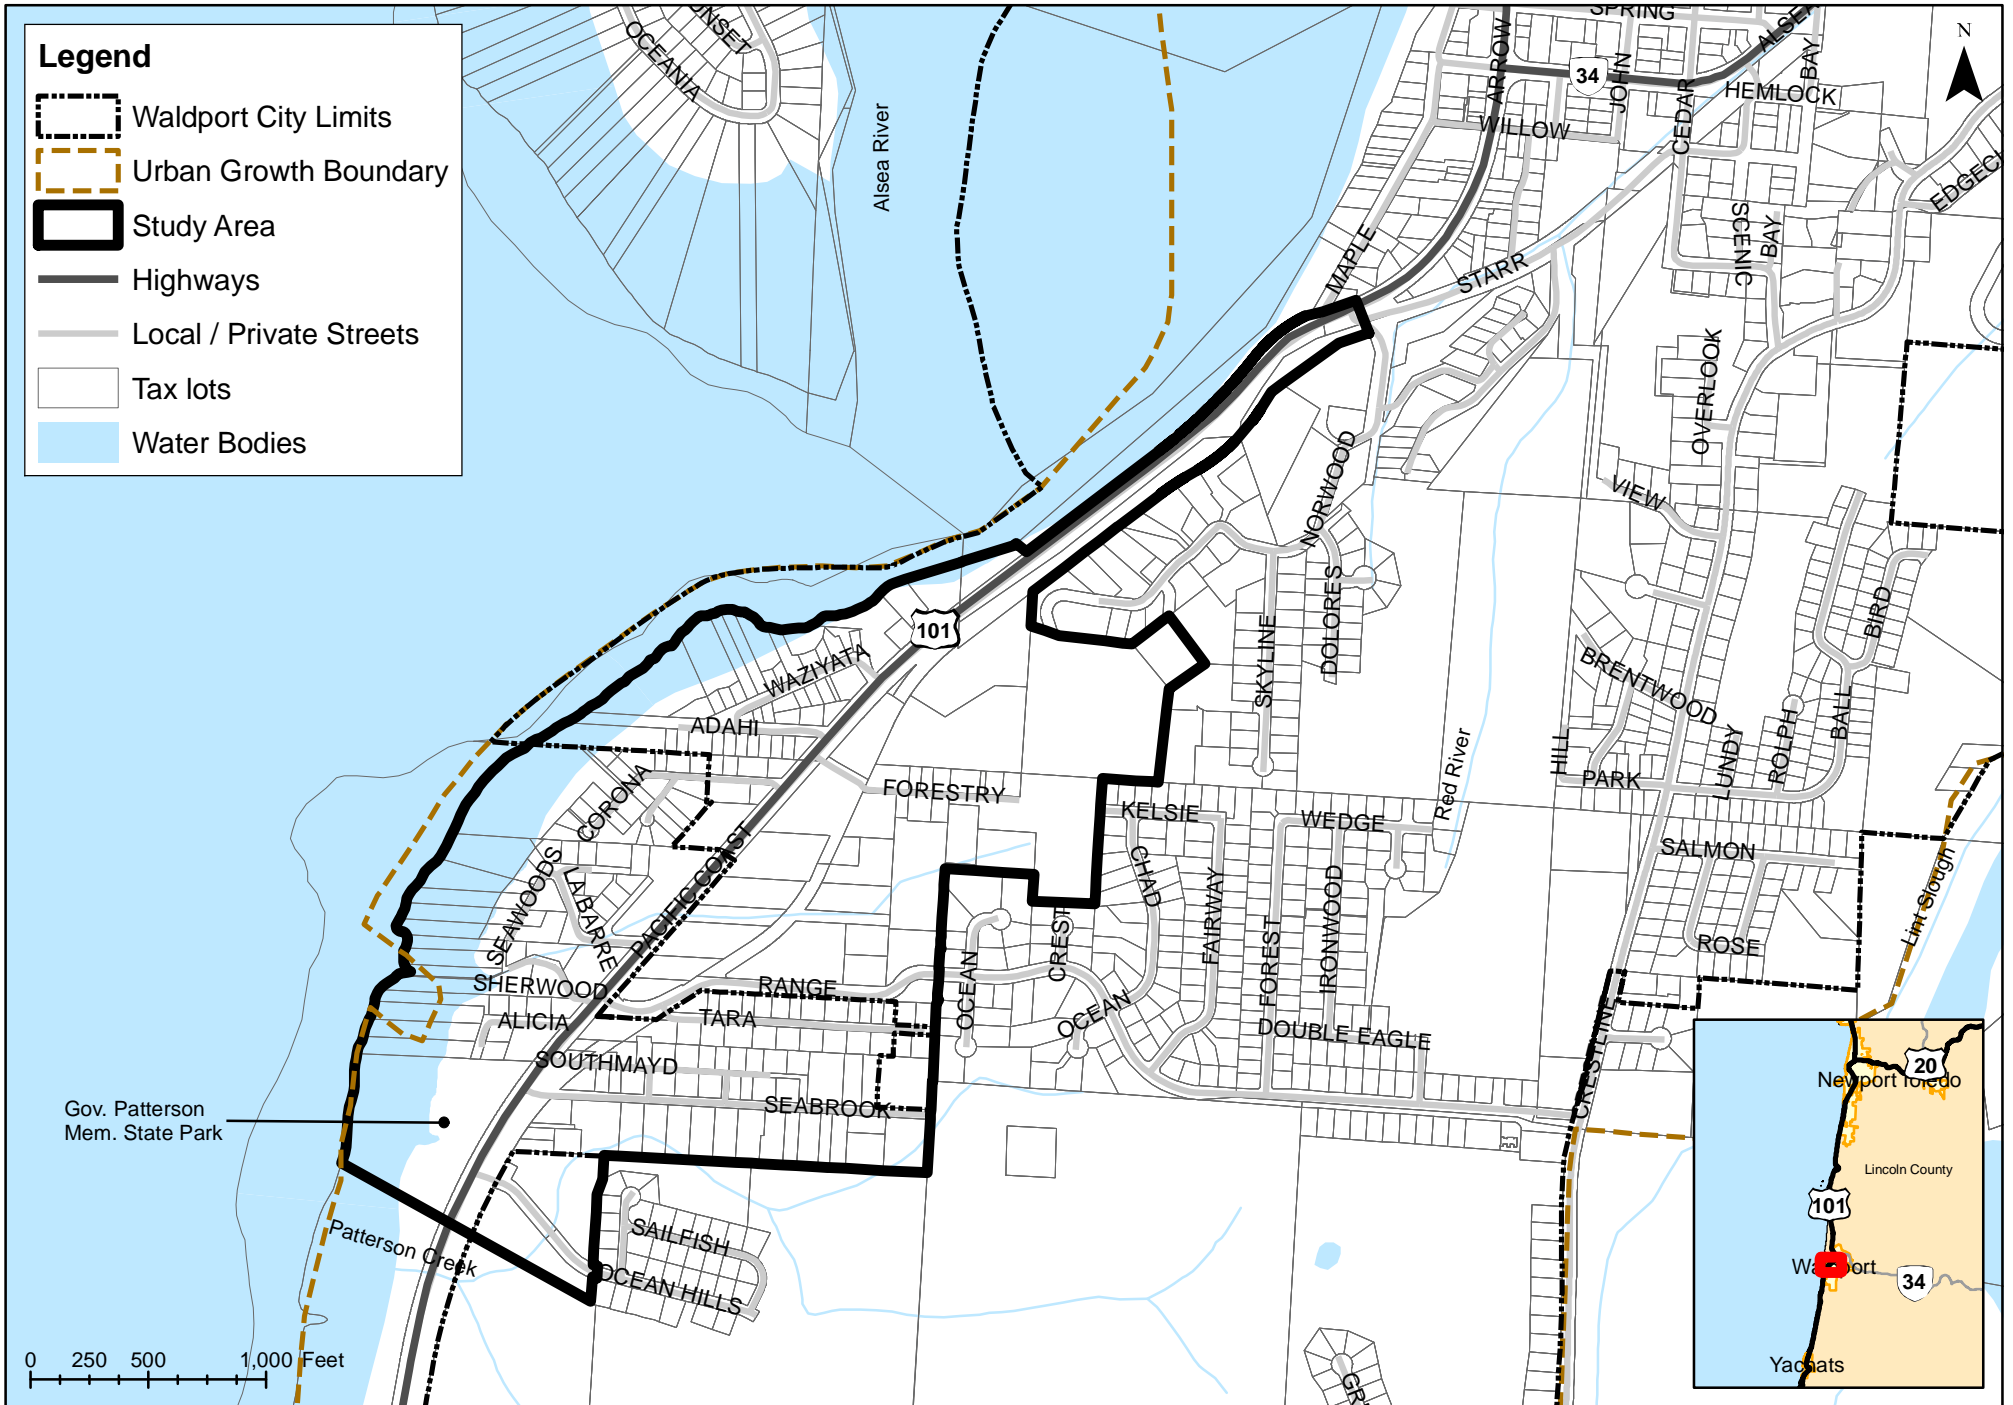 Legend
Waldport City Limits
Urban Growth Boundary
Study Area
Highways
Local / Private Streets
Tax lots
Water Bodies
OCEANIA
Alsea River
SPRING
ARROW
34
JOHN
BAY
HEMLOCK
WILLOW
CEDAR
N
MAPLE
STARR
SCENIC
BAY
OVERLOOK
NORWOOD
VIEW
DOLORES
SKYLINE
BIRD
BRENTWOOD
BALL
ROLPH
LUNDY
HILL
PARK
101
WAZIYATA
ADAHI
CORONA
FORESTRY
KELSIE
WEDGE
Red River
CHAD
SALMON
Lint Slough
SEAWOODS
LABARRE
PACIFIC COAST
FAIRWAY
FOREST
IRONWOOD
ROSE
CREST
OCEAN
SHERWOOD
RANGE
ALICIA
TARA
OCEAN
DOUBLE EAGLE
CRESTLINE
SOUTHMAYD
SEABROOK
Gov. Patterson
Mem. State Park
Patterson Creek
SAILFISH
OCEAN HILLS
0 250 500 1,000 Feet
20
Newport Toledo
Lincoln County
101
34
Yachats